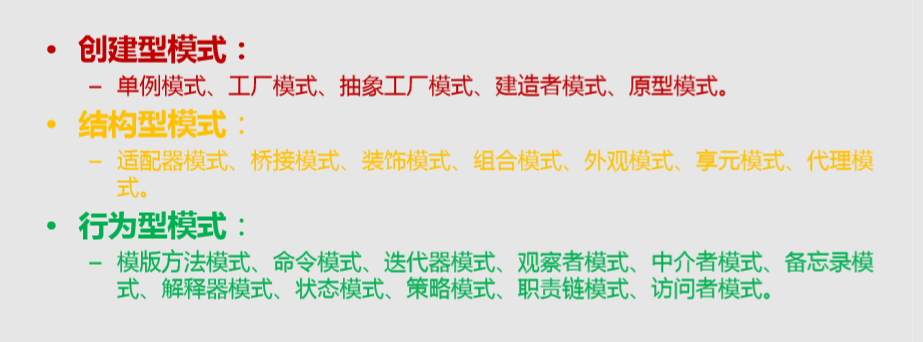 • 创建型模式：
– 单例模式、工厂模式、抽象工厂模式、建造者模式、原型模式。
• 结构型模式：
– 适配器模式、桥接模式、装饰模式、组合模式、外观模式、享元模式、代理模
式。
• 行为型模式：
– 模版方法模式、命令模式、迭代器模式、观察者模式、中介者模式、备忘录模
式、解释器模式、状态模式、策略模式、职责链模式、访问者模式。